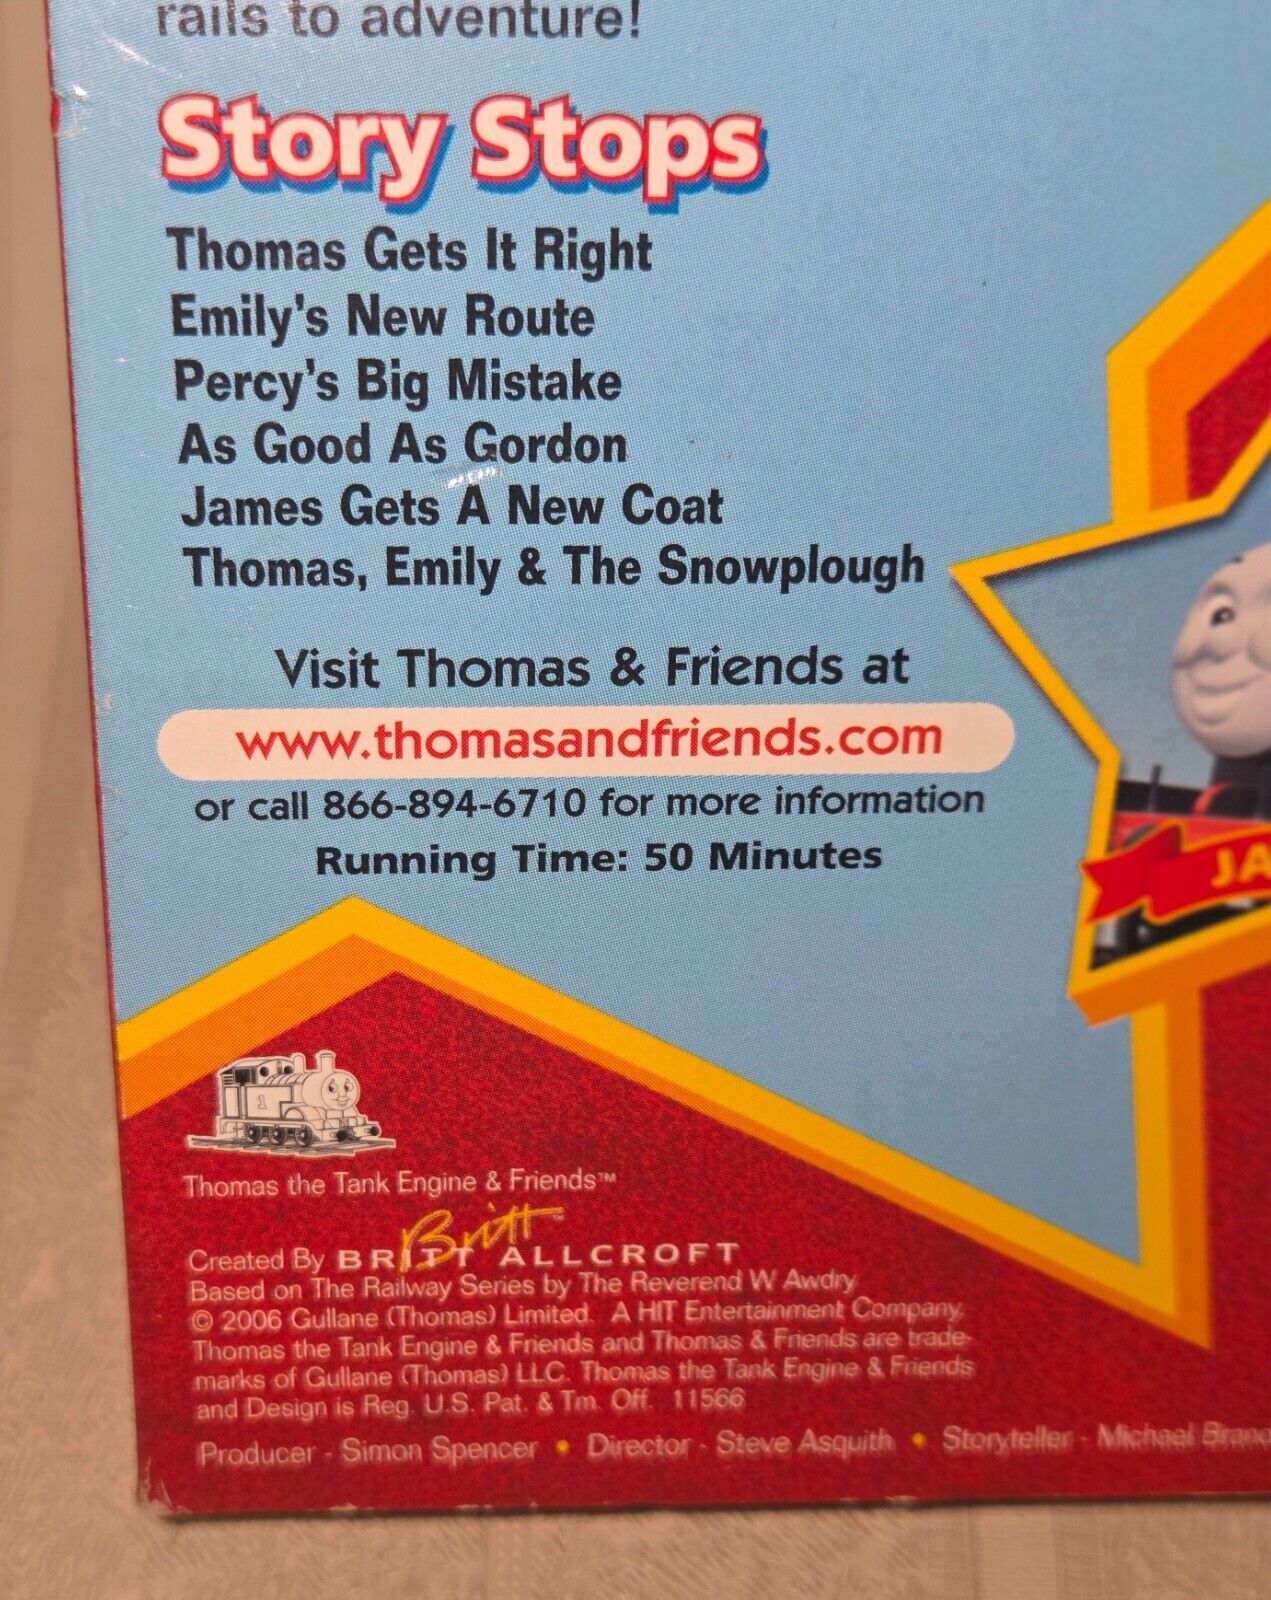 rails to adventure!
Story Stops
Thomas Gets It Right
Emily's New Route
Percy's Big Mistake
As Good As Gordon
James Gets A New Coat
Thomas, Emily & The Snowplough
Visit Thomas & Friends at
www.thomasandfriends.com
or call 866-894-6710 for more information
Running Time: 50 Minutes
JA
1
Thomas the Tank Engine & Friends™
Britt™
Created By BRITT ALLCROFT
Based on The Railway Series by The Reverend W Awdry
© 2006 Gullane (Thomas) Limited. A HIT Entertainment Company.
Thomas the Tank Engine & Friends and Thomas & Friends are trade-
marks of Gullane (Thomas) LLC. Thomas the Tank Engine & Friends
and Design is Reg. U.S. Pat. & Tm. Off. 11566
Producer - Simon Spencer • Director - Steve Asquith • Storyteller - Michael Brand